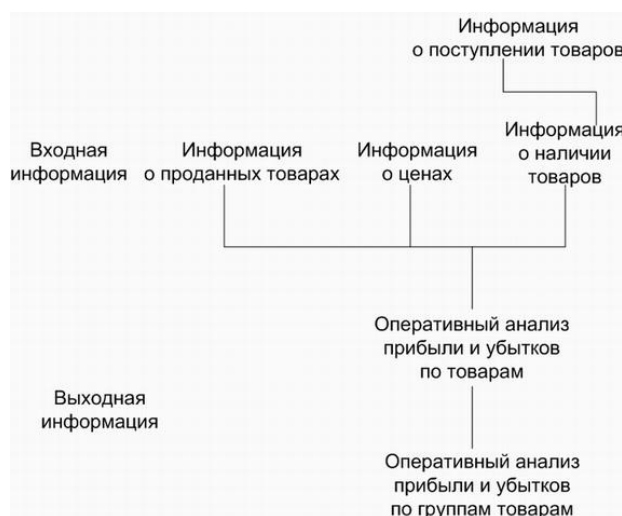 Информация
о поступлении товаров
Входная
информация
Информация
о проданных товарах
Информация
о ценах
Информация
о наличии
товаров
Оперативный анализ
прибыли и убытков
по товарам
Выходная
информация
Оперативный анализ
прибыли и убытков
по группам товарам